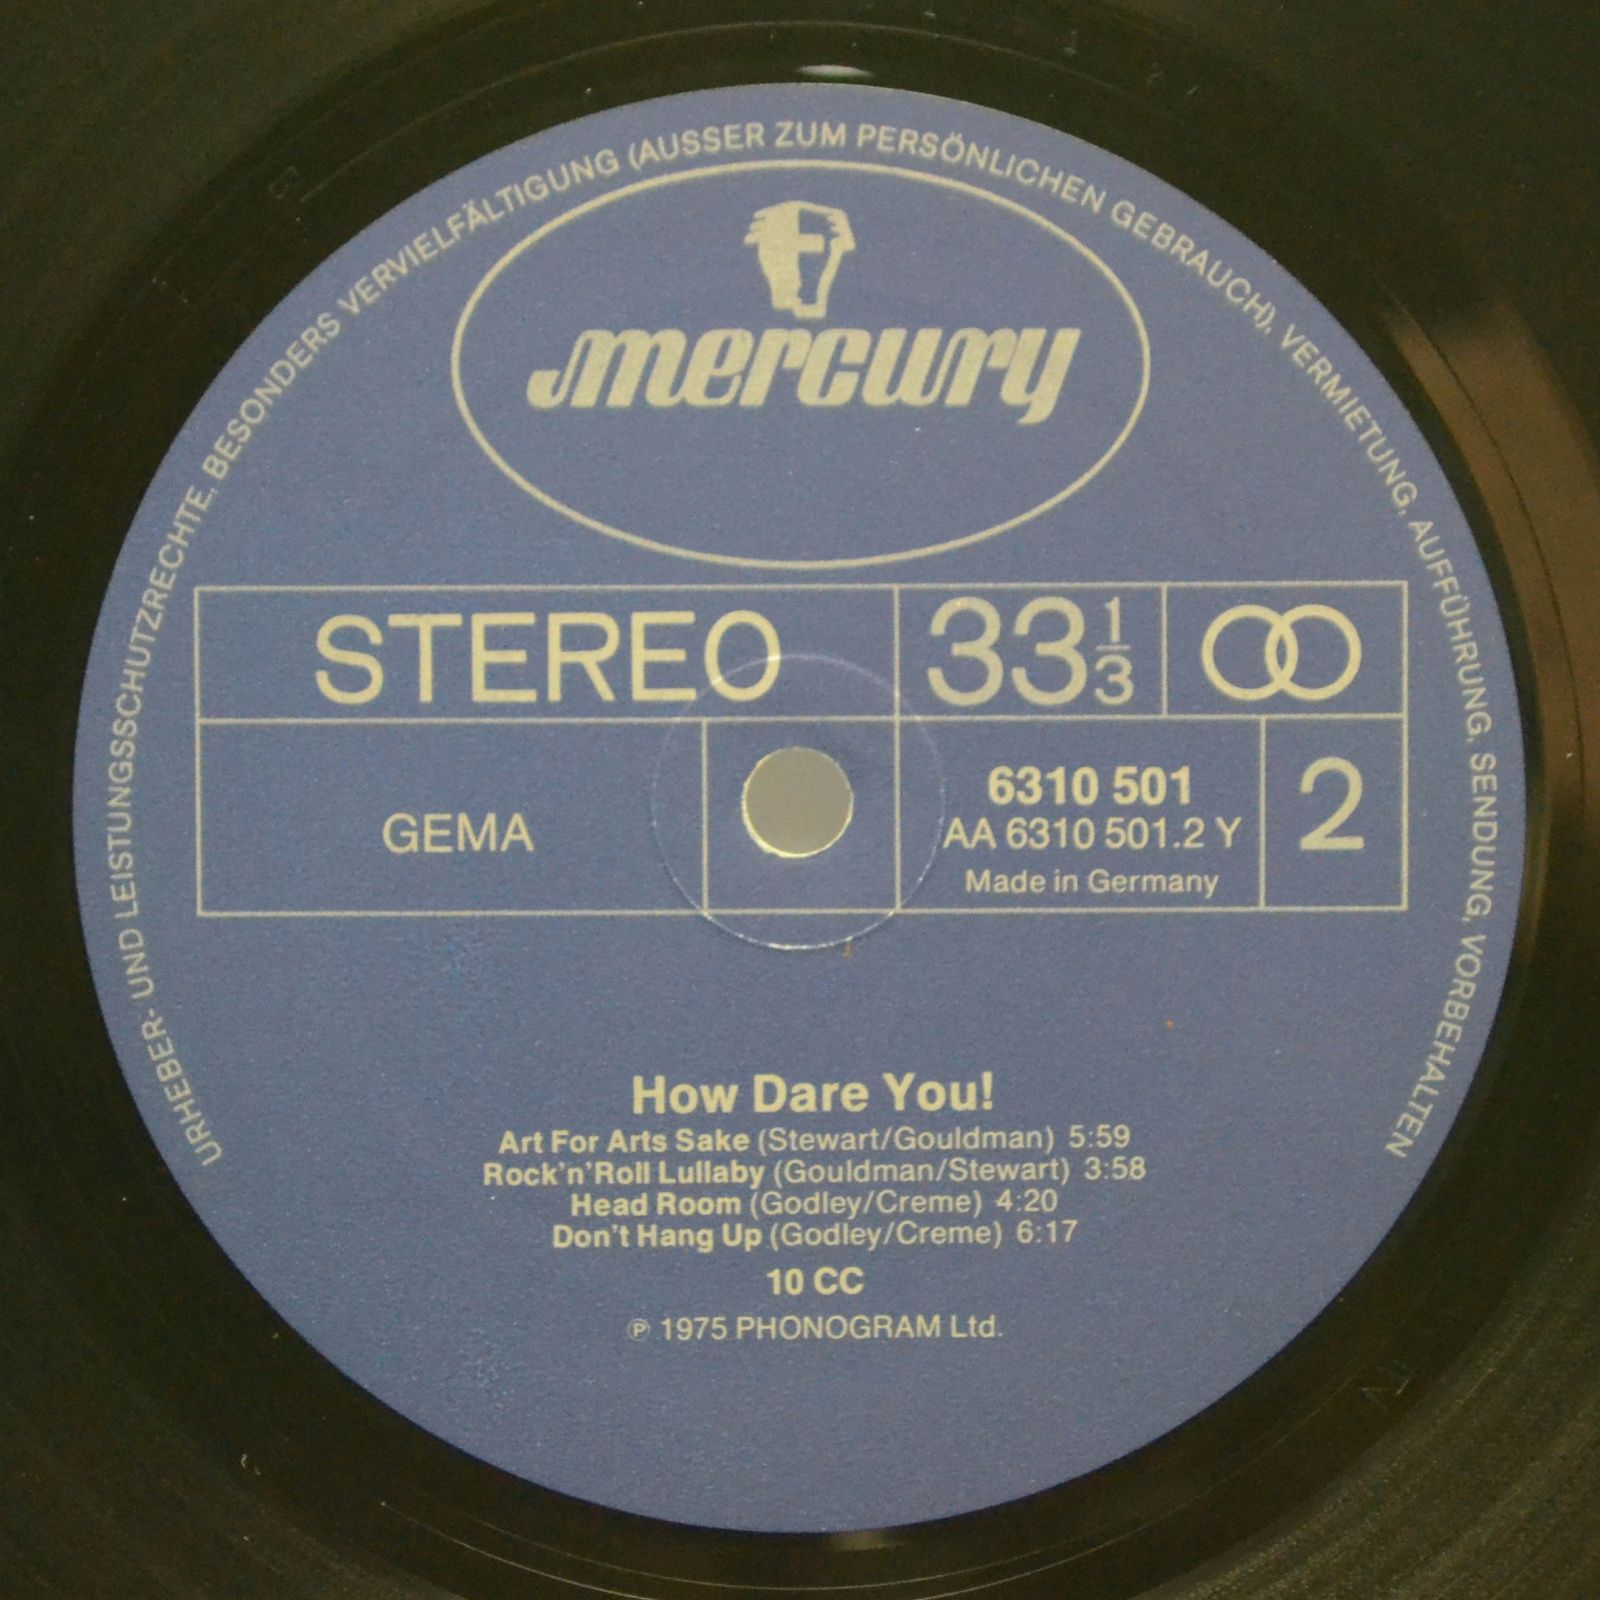 URHEBER- UND LEISTUNGSSCHUTZRECHTE, BESONDERS VERVIELFÄLTIGUNG (AUSSER ZUM PERSÖNLICHEN GEBRAUCH), VERMIETUNG, AUFFÜHRUNG, SENDUNG, VORBEHALTEN
mercury
STEREO 33 1/3
GEMA
6310 501
AA 6310 501.2 Y
Made in Germany
2
How Dare You!
Art For Arts Sake (Stewart/Gouldman) 5:59
Rock'n'Roll Lullaby (Gouldman/Stewart) 3:58
Head Room (Godley/Creme) 4:20
Don't Hang Up (Godley/Creme) 6:17
10 CC
℗ 1975 PHONOGRAM Ltd.